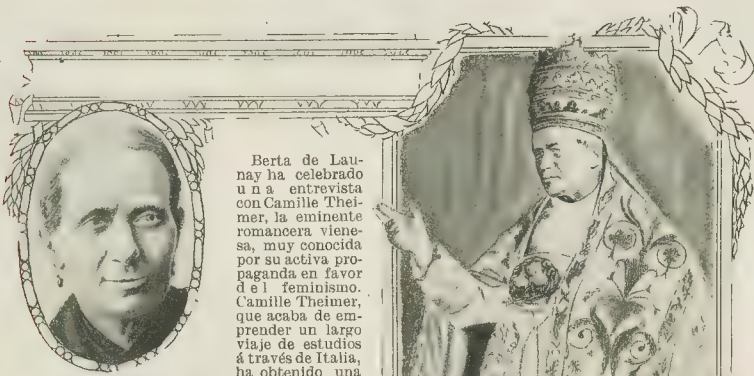 Berta de Lau-
nay ha celebrado
una entrevista
con Camille Thei-
mer, la eminente
romancera viene-
sa, muy conocida
por su activa pro-
paganda en favor
del feminismo.
Camille Theimer,
que acaba de em-
prender un largo
viaje de estudios
á través de Italia,
ha obtenido una